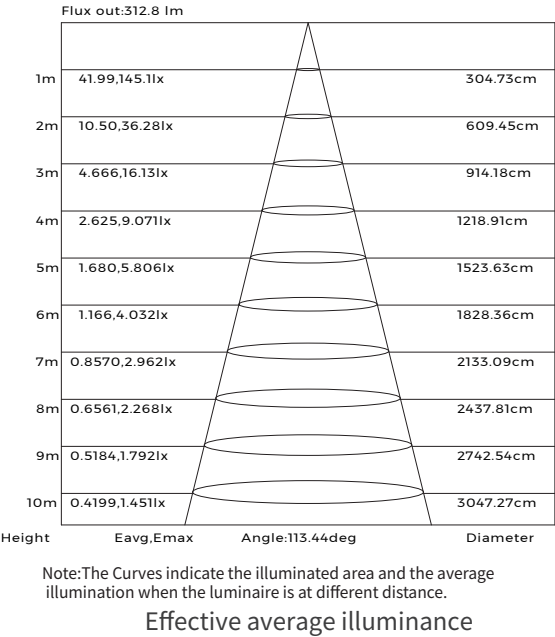 Flux out:312.8 lm
1m 41.99,145.1lx 304.73cm
2m 10.50,36.28lx 609.45cm
3m 4.666,16.13lx 914.18cm
4m 2.625,9.071lx 1218.91cm
5m 1.680,5.806lx 1523.63cm
6m 1.166,4.032lx 1828.36cm
7m 0.8570,2.962lx 2133.09cm
8m 0.6561,2.268lx 2437.81cm
9m 0.5184,1.792lx 2742.54cm
10m 0.4199,1.451lx 3047.27cm
Height Eavg,Emax Angle:113.44deg Diameter
Note:The Curves indicate the illuminated area and the average
illumination when the luminaire is at different distance.
Effective average illuminance